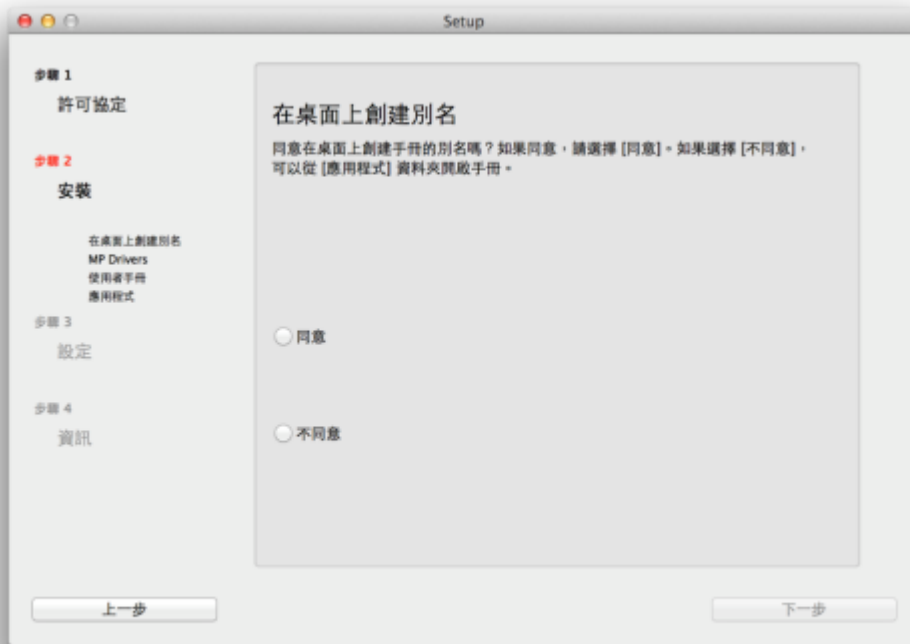 Setup
步驟 1
許可協定
步驟 2
安裝
在桌面上創建別名
MP Drivers
使用者手冊
應用程式
步驟 3
設定
步驟 4
資訊
在桌面上創建別名
同意在桌面上創建手冊的別名嗎？如果同意，請選擇 [同意]。如果選擇 [不同意]，
可以從 [應用程式] 資料夾開啟手冊。
同意
不同意
上一步
下一步